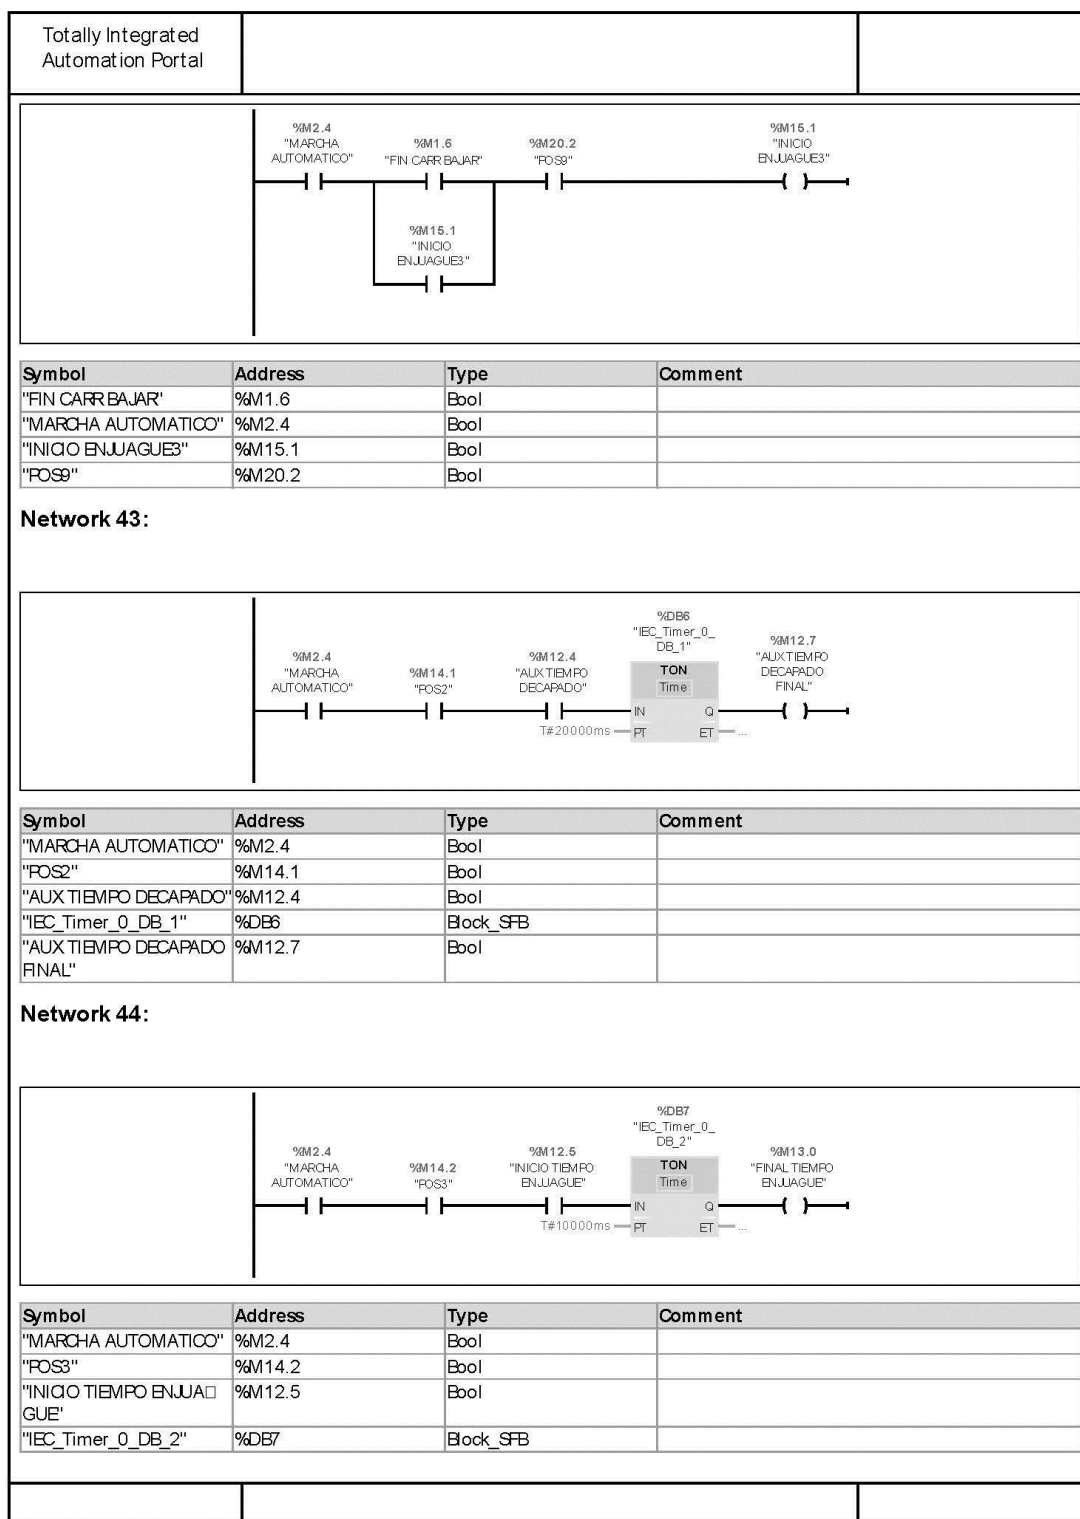 Totally Integrated
Automation Portal
%M2.4
"MARCHA
AUTOMATICO"
%M1.6
"FIN CARR BAJAR"
%M20.2
"POS9"
%M15.1
"INICIO
ENJUAGUE3"
%M15.1
"INICIO
ENJUAGUE3"
Symbol Address Type Comment
"FIN CARR BAJAR" %M1.6 Bool
"MARCHA AUTOMATICO" %M2.4 Bool
"INICIO ENJUAGUE3" %M15.1 Bool
"POS9" %M20.2 Bool
Network 43:
%M2.4
"MARCHA
AUTOMATICO"
%M14.1
"POS2"
%M12.4
"AUX TIEMPO
DECAPADO"
%DB6
"IEC_Timer_0_
DB_1"
TON
Time
IN Q
T#20000ms PT ET ...
%M12.7
"AUX TIEMPO
DECAPADO
FINAL"
Symbol Address Type Comment
"MARCHA AUTOMATICO" %M2.4 Bool
"POS2" %M14.1 Bool
"AUX TIEMPO DECAPADO" %M12.4 Bool
"IEC_Timer_0_DB_1" %DB6 Block_SFB
"AUX TIEMPO DECAPADO %M12.7 Bool
FINAL"
Network 44:
%M2.4
"MARCHA
AUTOMATICO"
%M14.2
"POS3"
%M12.5
"INICIO TIEMPO
ENJUAGUE"
%DB7
"IEC_Timer_0_
DB_2"
TON
Time
IN Q
T#10000ms PT ET ...
%M13.0
"FINAL TIEMPO
ENJUAGUE"
Symbol Address Type Comment
"MARCHA AUTOMATICO" %M2.4 Bool
"POS3" %M14.2 Bool
"INICIO TIEMPO ENJUA□ %M12.5 Bool
GUE"
"IEC_Timer_0_DB_2" %DB7 Block_SFB